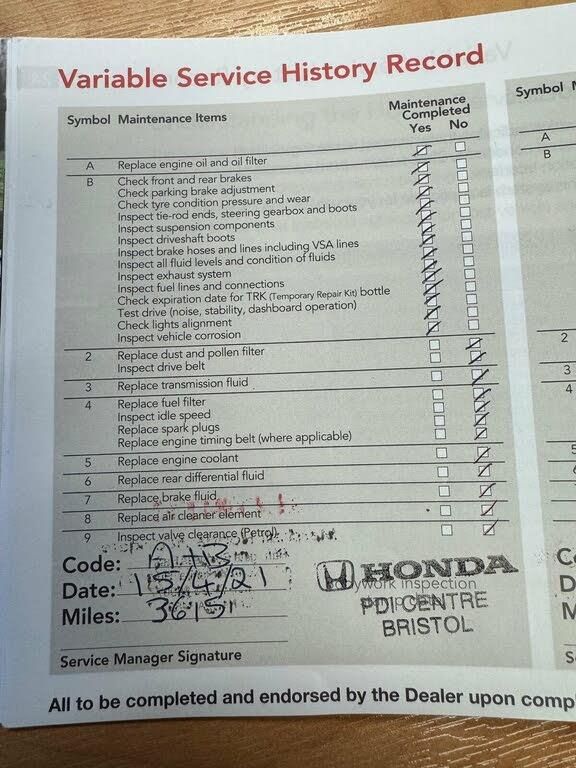 Variable Service History Record
Symbol Maintenance Items
Maintenance
Completed
Yes No
A Replace engine oil and oil filter
B Check front and rear brakes
Check parking brake adjustment
Check tyre condition pressure and wear
Inspect tie-rod ends, steering gearbox and boots
Inspect suspension components
Inspect driveshaft boots
Inspect brake hoses and lines including VSA lines
Inspect all fluid levels and condition of fluids
Inspect exhaust system
Inspect fuel lines and connections
Check expiration date for TRK (Temporary Repair Kit) bottle
Test drive (noise, stability, dashboard operation)
Check lights alignment
Inspect vehicle corrosion
2 Replace dust and pollen filter
Inspect drive belt
3 Replace transmission fluid
4 Replace fuel filter
Inspect idle speed
Replace spark plugs
Replace engine timing belt (where applicable)
5 Replace engine coolant
6 Replace rear differential fluid
7 Replace brake fluid
8 Replace air cleaner element
9 Inspect valve clearance (Petrol)
Code: A+B
Date: 15/4/21
Miles: 36151
HONDA
Inspection
PDI CENTRE
BRISTOL
Service Manager Signature
All to be completed and endorsed by the Dealer upon comp
Symbol
A
B
2
3
4
5